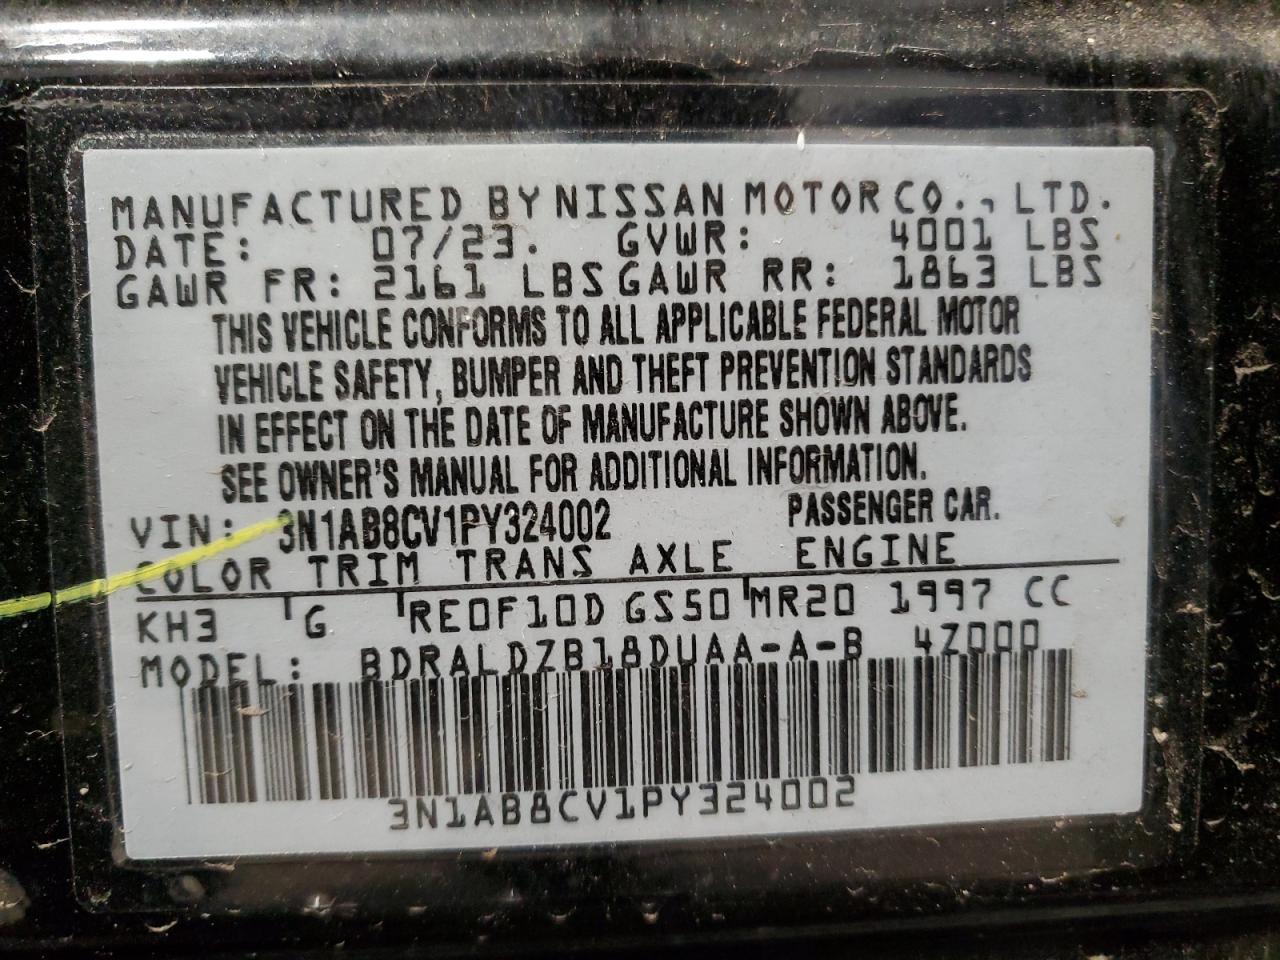 MANUFACTURED BY NISSAN MOTOR CO., LTD.
DATE: 07/23. GVWR: 4001 LBS
GAWR FR: 2161 LBS GAWR RR: 1863 LBS
THIS VEHICLE CONFORMS TO ALL APPLICABLE FEDERAL MOTOR
VEHICLE SAFETY, BUMPER AND THEFT PREVENTION STANDARDS
IN EFFECT ON THE DATE OF MANUFACTURE SHOWN ABOVE.
SEE OWNER'S MANUAL FOR ADDITIONAL INFORMATION.
VIN: 3N1AB8CV1PY324002 PASSENGER CAR.
COLOR TRIM TRANS AXLE ENGINE
KH3 G RE0F10D GS50 MR20 1997 CC
MODEL: BDRALDZB18DUAA-A-B 4Z000
3N1AB8CV1PY324002